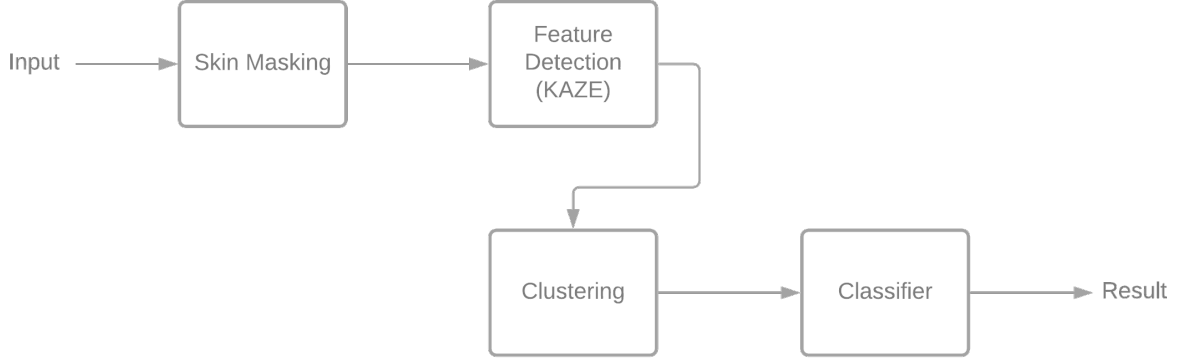 Input
Skin Masking
Feature
Detection
(KAZE)
Clustering
Classifier
Result